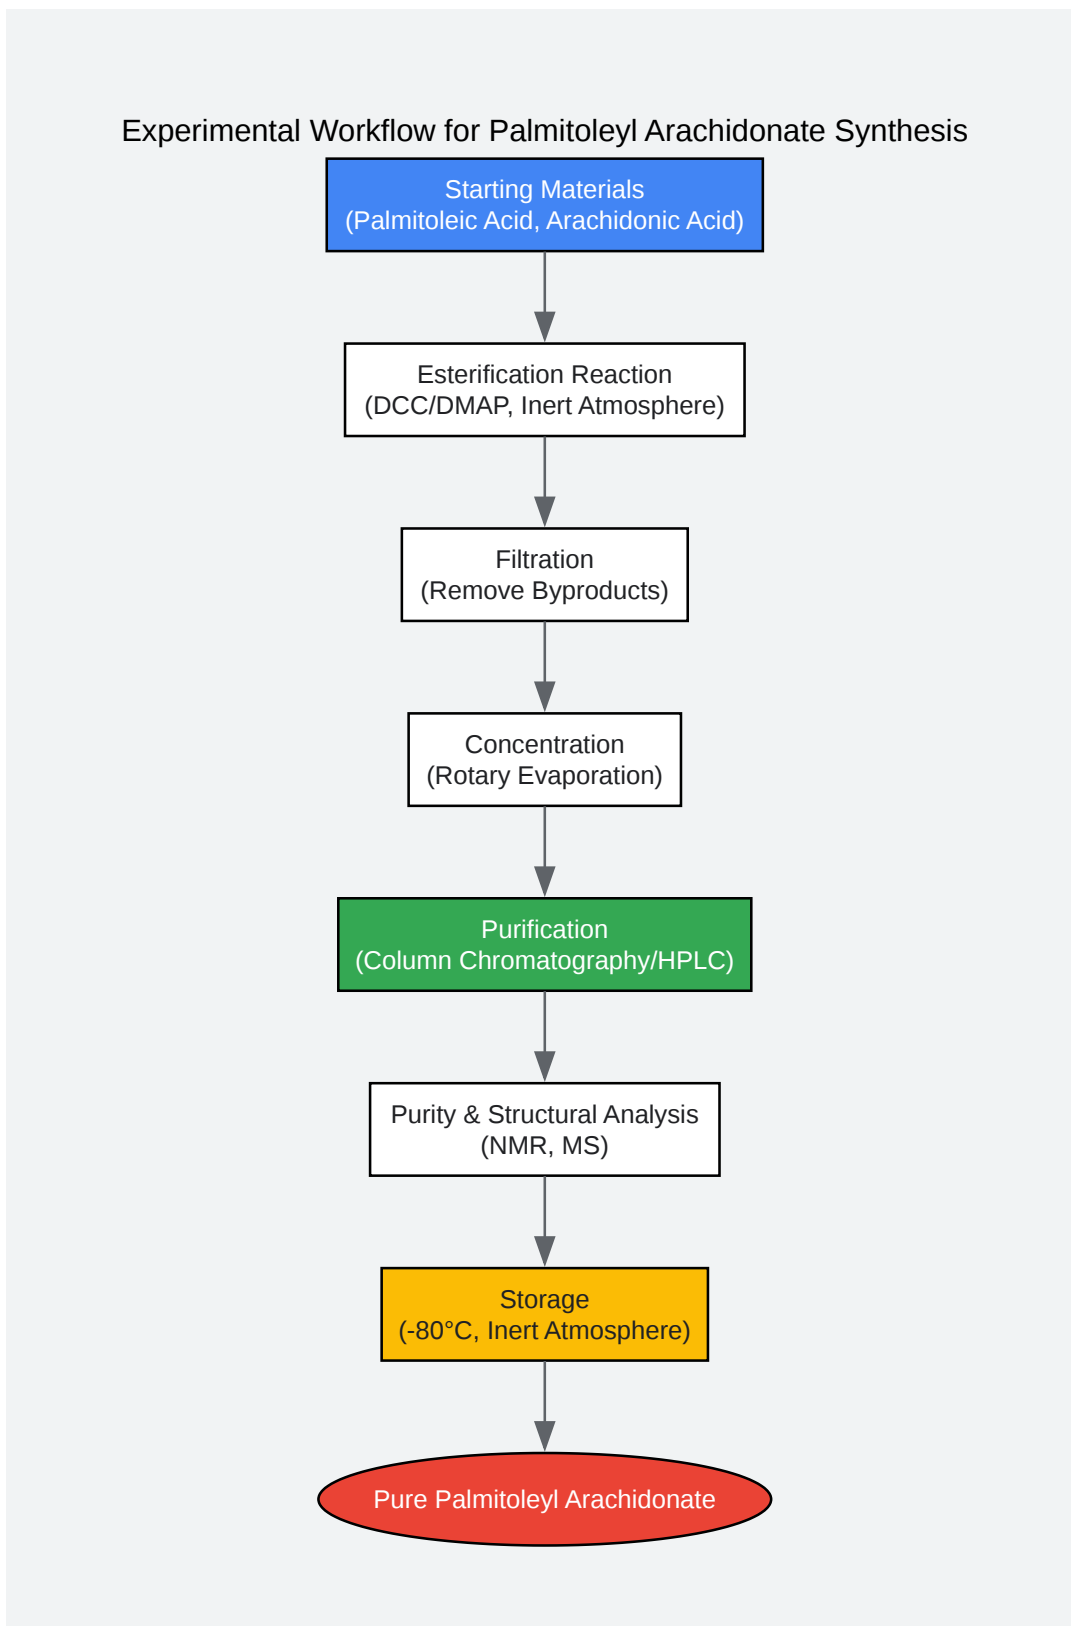 Experimental Workflow for Palmitoleyl Arachidonate Synthesis
Starting Materials
(Palmitoleic Acid, Arachidonic Acid)
Esterification Reaction
(DCC/DMAP, Inert Atmosphere)
Filtration
(Remove Byproducts)
Concentration
(Rotary Evaporation)
Purification
(Column Chromatography/HPLC)
Purity & Structural Analysis
(NMR, MS)
Storage
(-80°C, Inert Atmosphere)
Pure Palmitoleyl Arachidonate